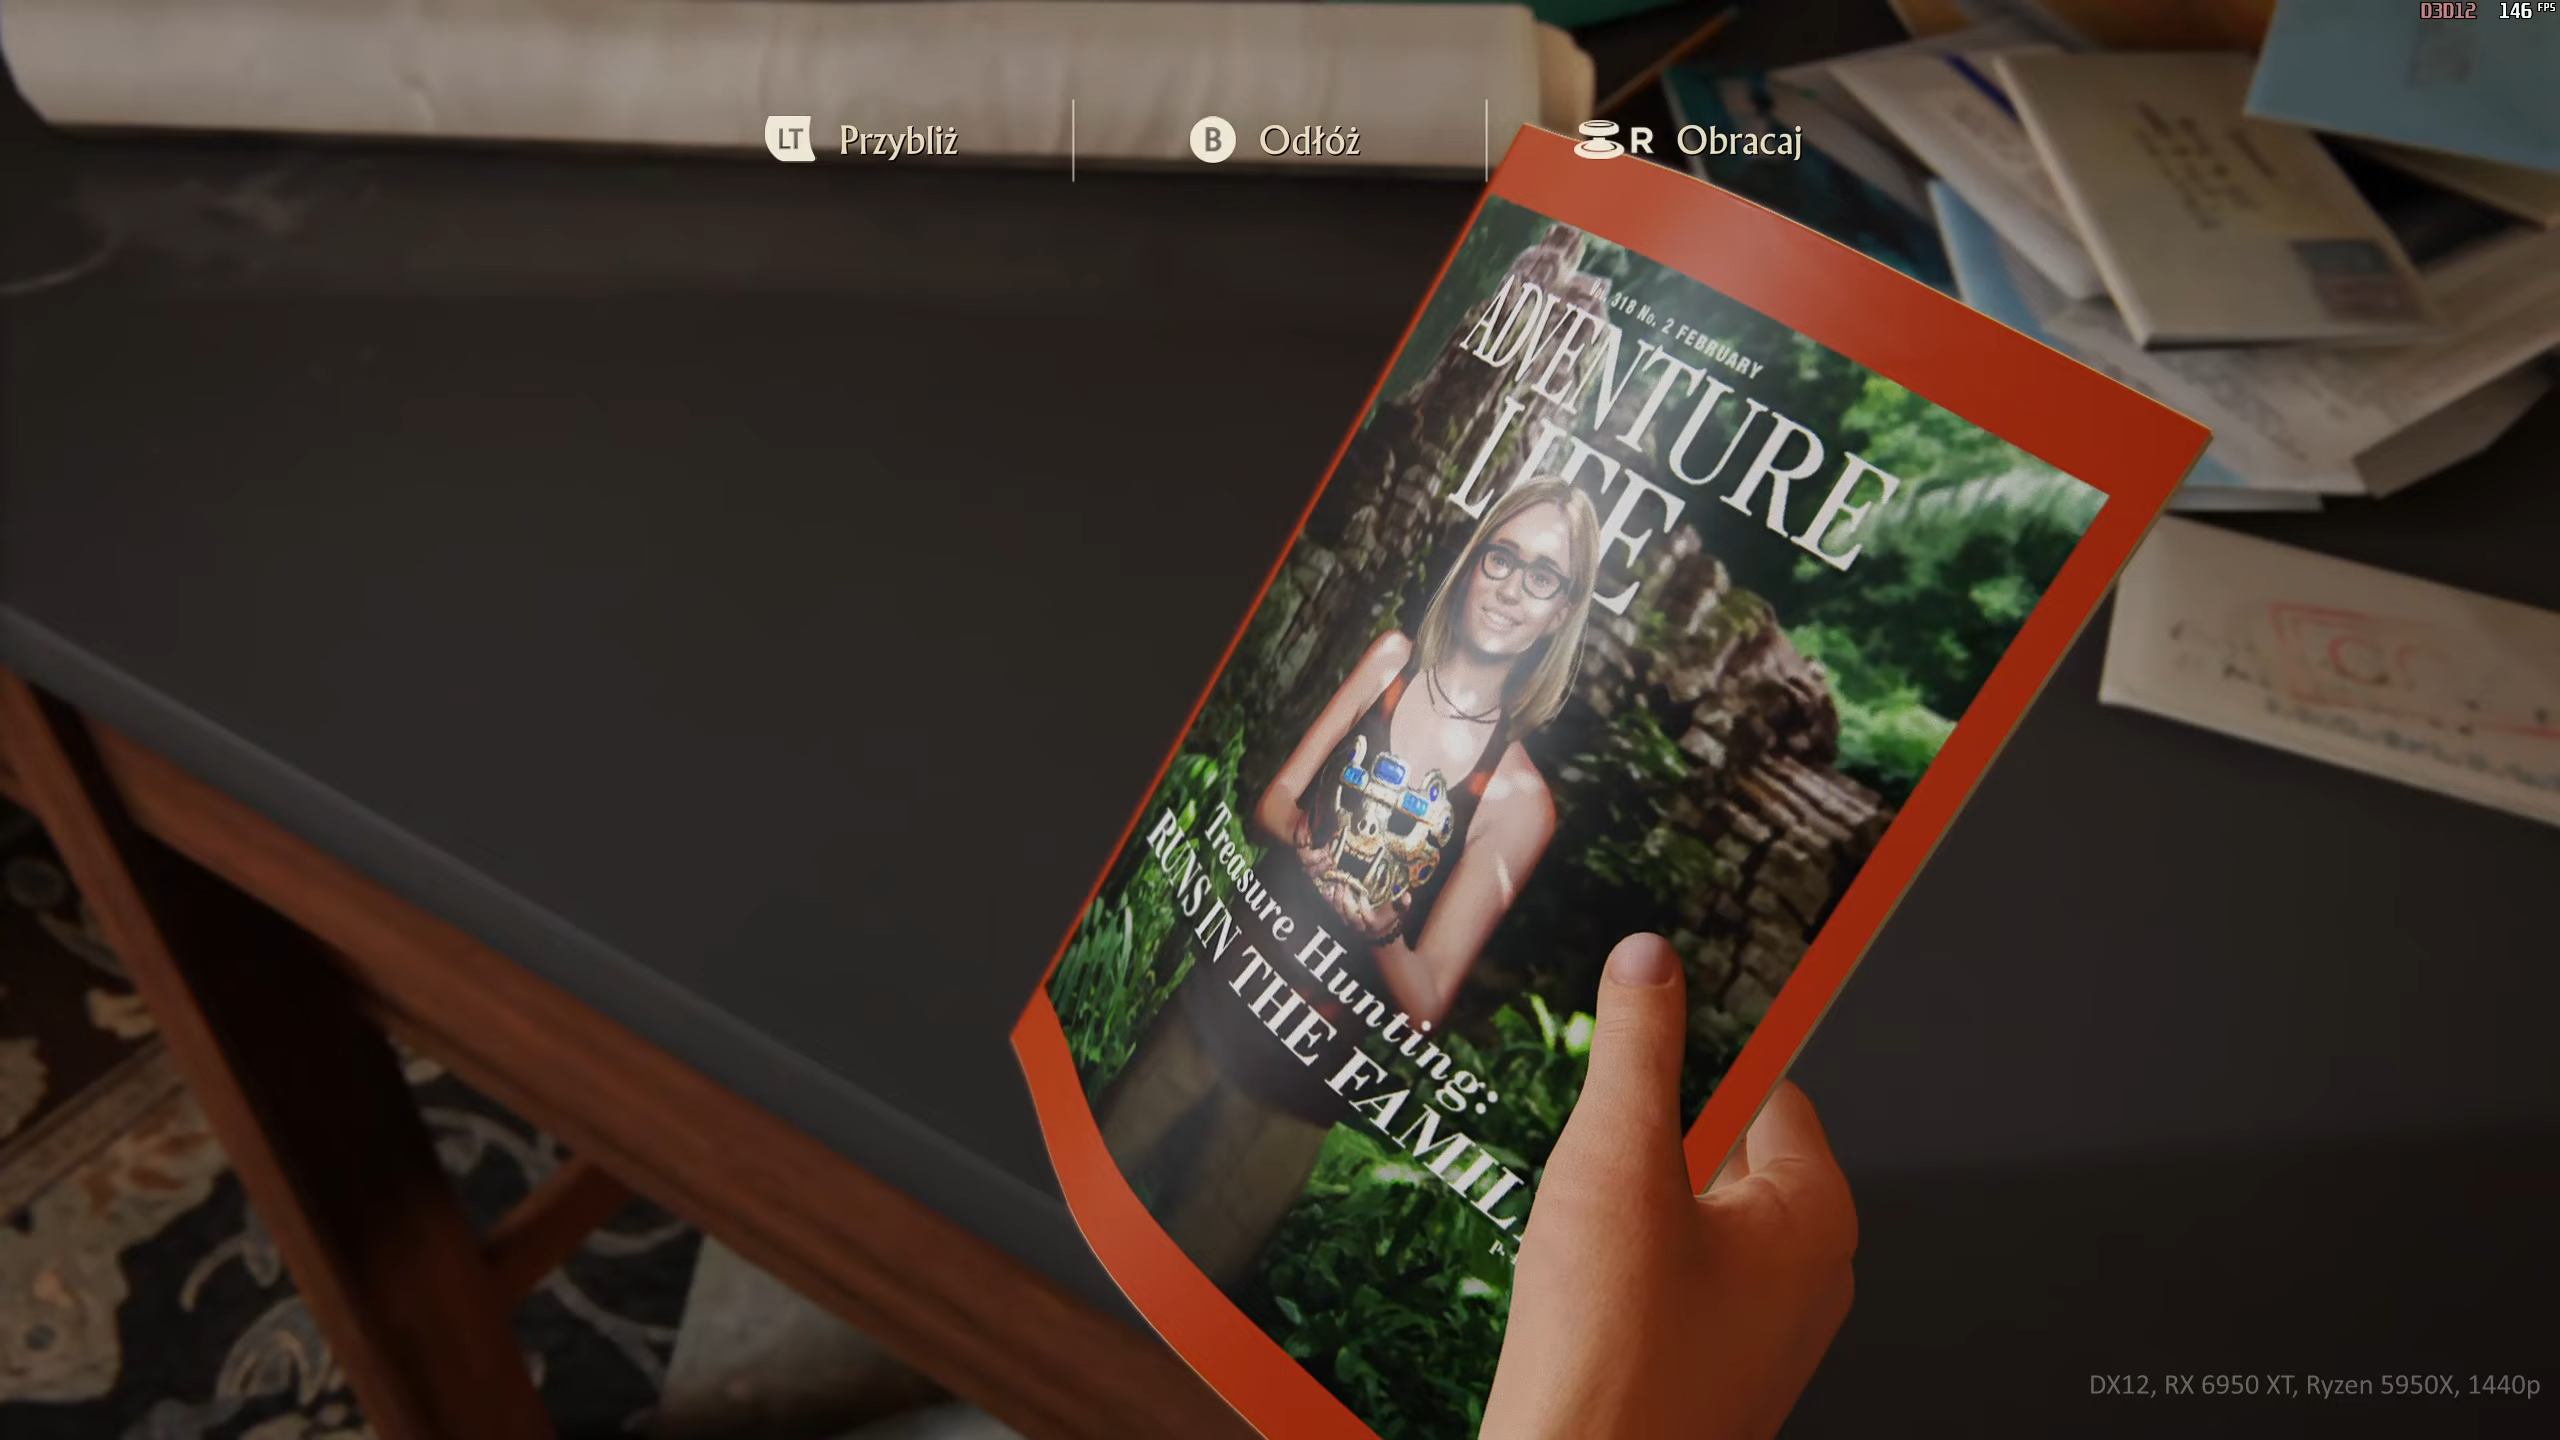 D3D12 146 FPS
LT Przybliż
B Odłóż
R Obracaj
Vol. 318 No. 2 FEBRUARY
ADVENTURE
LIFE
Treasure Hunting:
RUNS IN THE FAMIL
P.
DX12, RX 6950 XT, Ryzen 5950X, 1440p